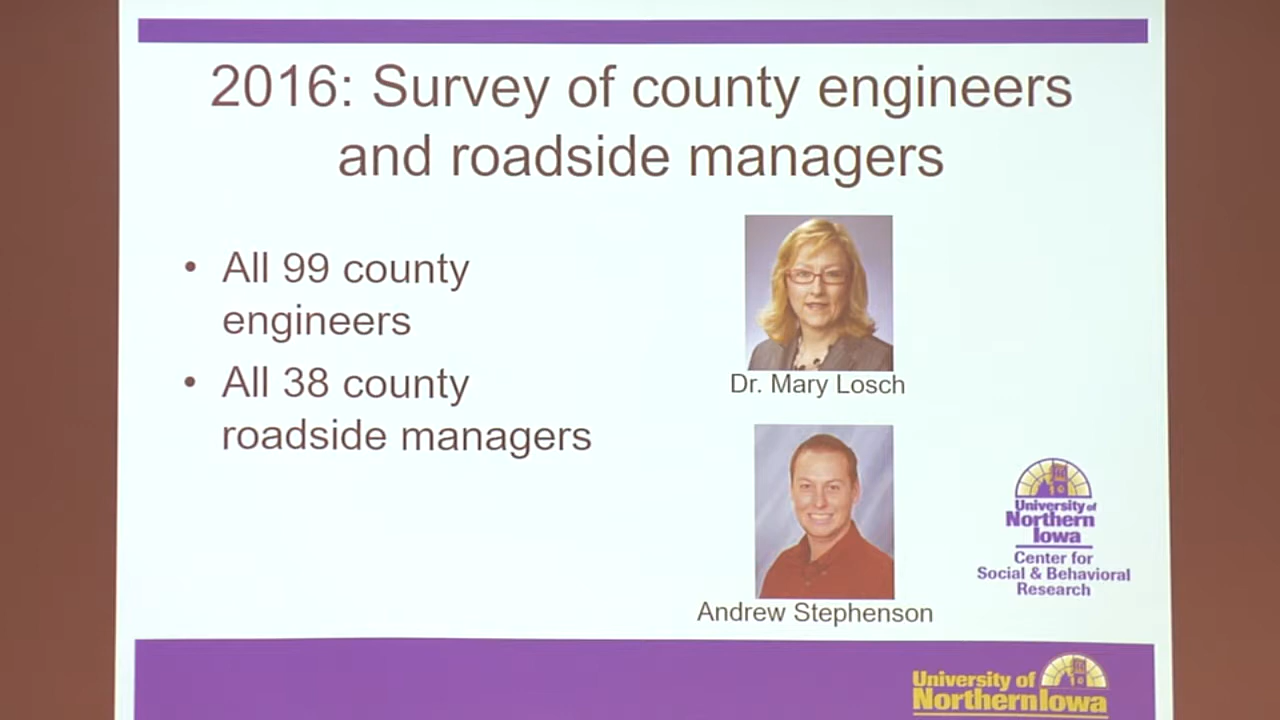 2016: Survey of county engineers
and roadside managers
• All 99 county
engineers
• All 38 county
roadside managers
Dr. Mary Losch
Andrew Stephenson
University of
Northern
Iowa
Center for
Social & Behavioral
Research
University of
Northern Iowa